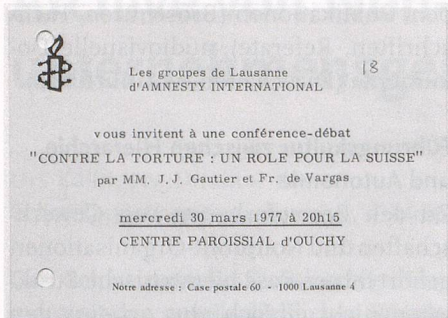 18
Les groupes de Lausanne
d'AMNESTY INTERNATIONAL
vous invitent à une conférence-débat
"CONTRE LA TORTURE : UN ROLE POUR LA SUISSE"
par MM. J.J. Gautier et Fr. de Vargas
mercredi 30 mars 1977 à 20h15
CENTRE PAROISSIAL d'OUCHY
Notre adresse : Case postale 60 - 1000 Lausanne 4